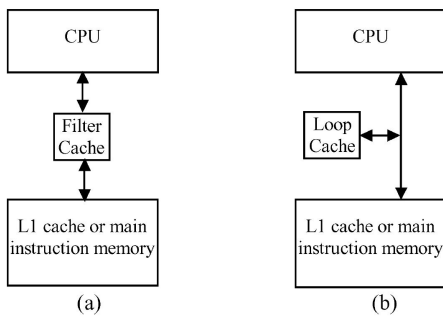 CPU
Filter
Cache
L1 cache or main
instruction memory
(a)
CPU
Loop
Cache
L1 cache or main
instruction memory
(b)